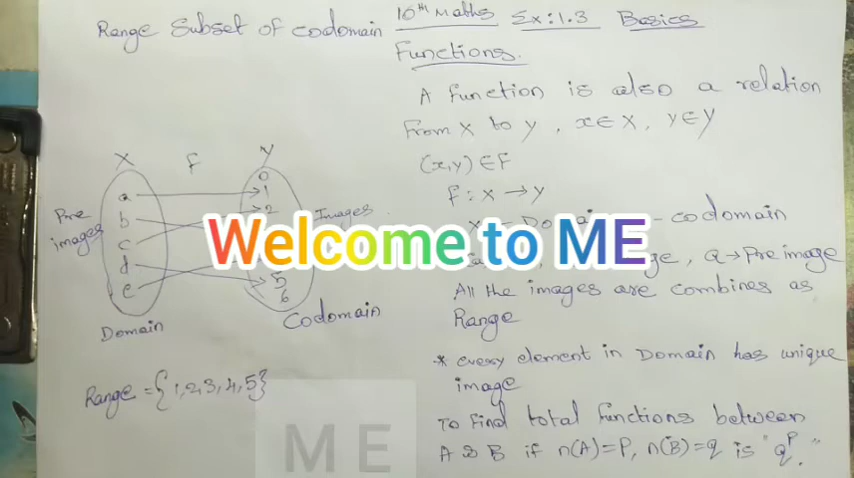 Range Subset of codomain
10th Maths Ex:1.3 Basics
Functions.
A function is also a relation
from X to Y, x∈X, y∈Y
(x,y)∈F
f:X→Y
- codomain
, a→Pre image
All the images are combines as
Range
* every element in Domain has unique
image
To find total functions between
A & B if n(A)=P, n(B)=q is "q^P."
X f Y
Pre
images
a
b
c
d
e
Domain
0
1
2
5
6
Images
Codomain
Range = {1,2,3,4,5}
Welcome to ME
ME